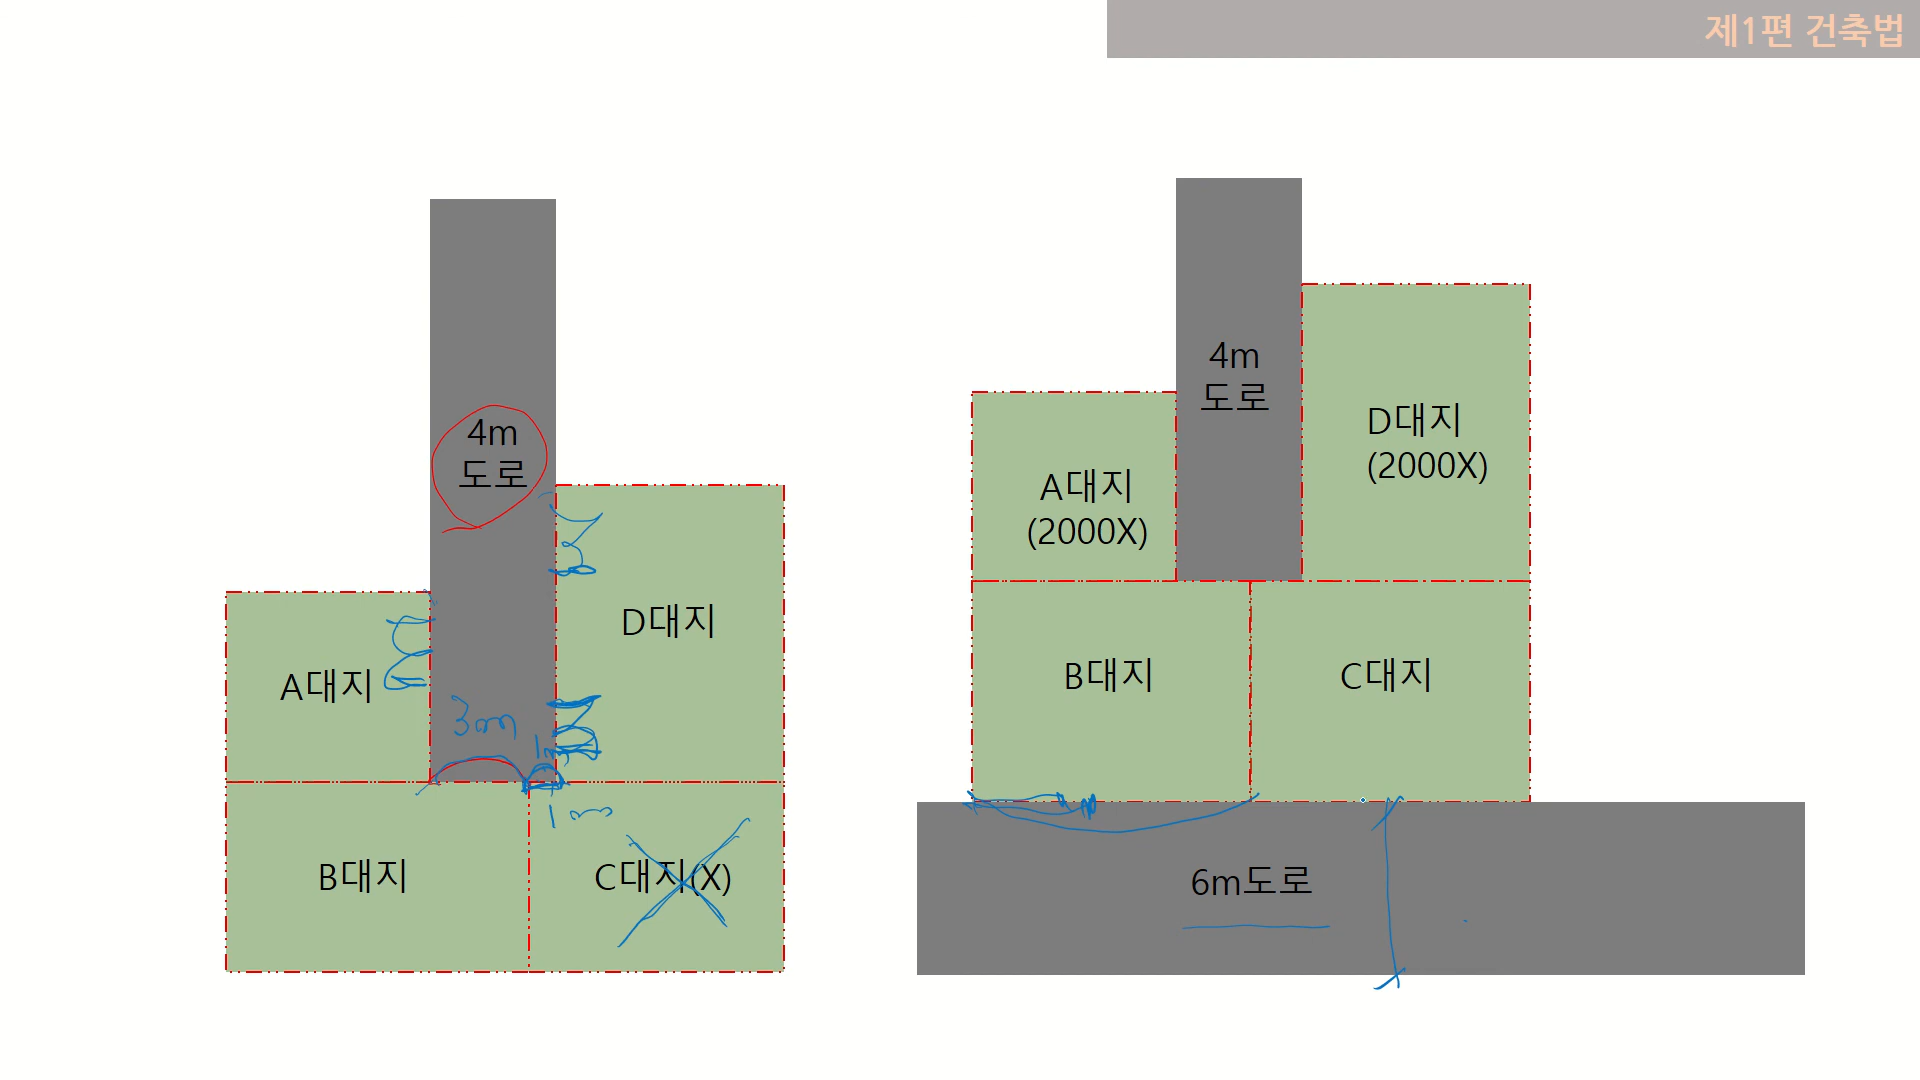 제1편 건축법
4m
도로
A대지
D대지
3m
1m
1m
B대지
C대지(X)
4m
도로
A대지
(2000X)
D대지
(2000X)
B대지
C대지
6m도로